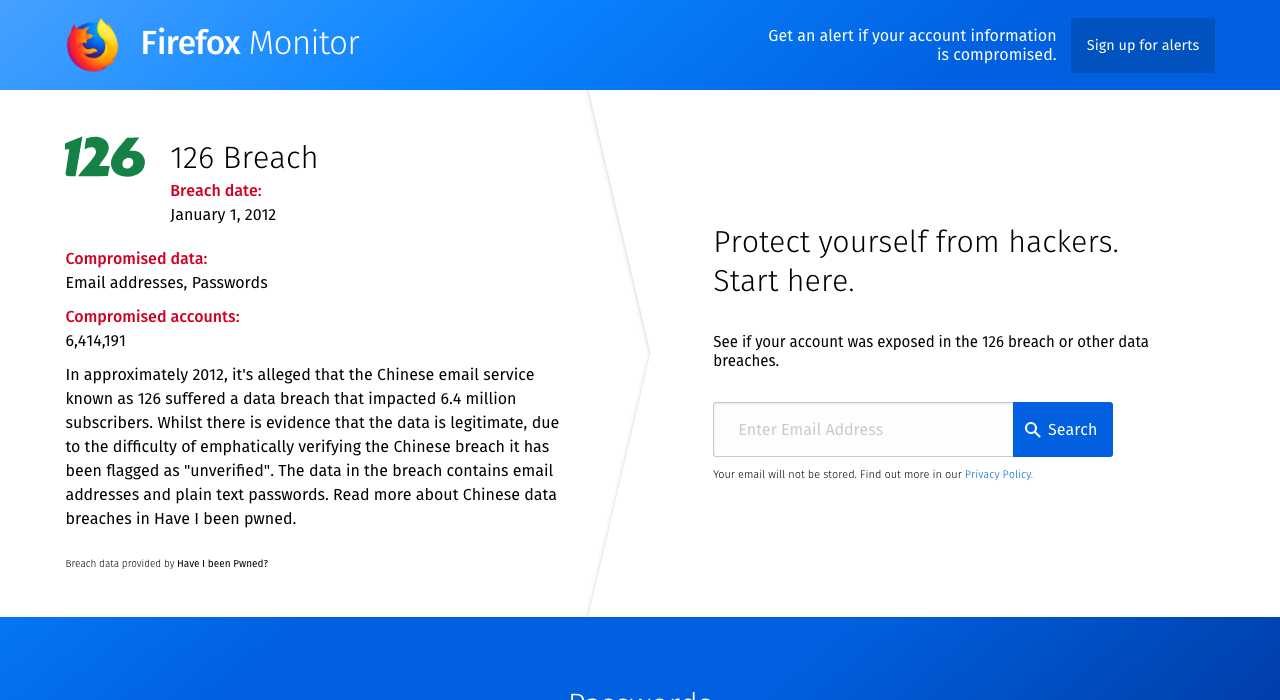 Firefox Monitor
Get an alert if your account information
is compromised.
Sign up for alerts
126
126 Breach
Breach date:
January 1, 2012
Compromised data:
Email addresses, Passwords
Compromised accounts:
6,414,191
In approximately 2012, it's alleged that the Chinese email service
known as 126 suffered a data breach that impacted 6.4 million
subscribers. Whilst there is evidence that the data is legitimate, due
to the difficulty of emphatically verifying the Chinese breach it has
been flagged as "unverified". The data in the breach contains email
addresses and plain text passwords. Read more about Chinese data
breaches in Have I been pwned.
Breach data provided by Have I been Pwned?
Protect yourself from hackers.
Start here.
See if your account was exposed in the 126 breach or other data
breaches.
Enter Email Address
Search
Your email will not be stored. Find out more in our Privacy Policy.
Passwords